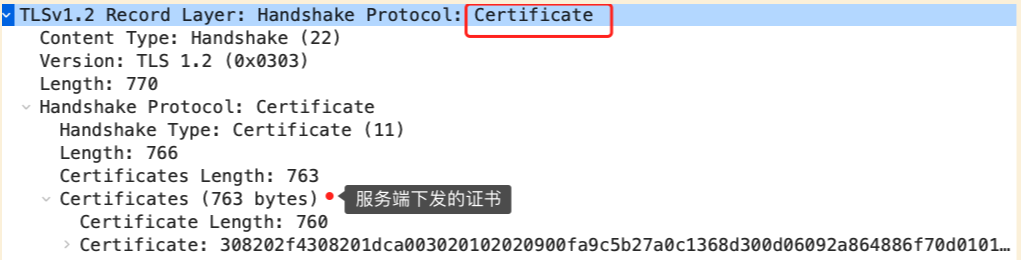 TLSv1.2 Record Layer: Handshake Protocol: Certificate
Content Type: Handshake (22)
Version: TLS 1.2 (0x0303)
Length: 770
Handshake Protocol: Certificate
Handshake Type: Certificate (11)
Length: 766
Certificates Length: 763
Certificates (763 bytes) 服务端下发的证书
Certificate Length: 760
Certificate: 308202f4308201dca003020102020900fa9c5b27a0c1368d300d06092a864886f70d0101…